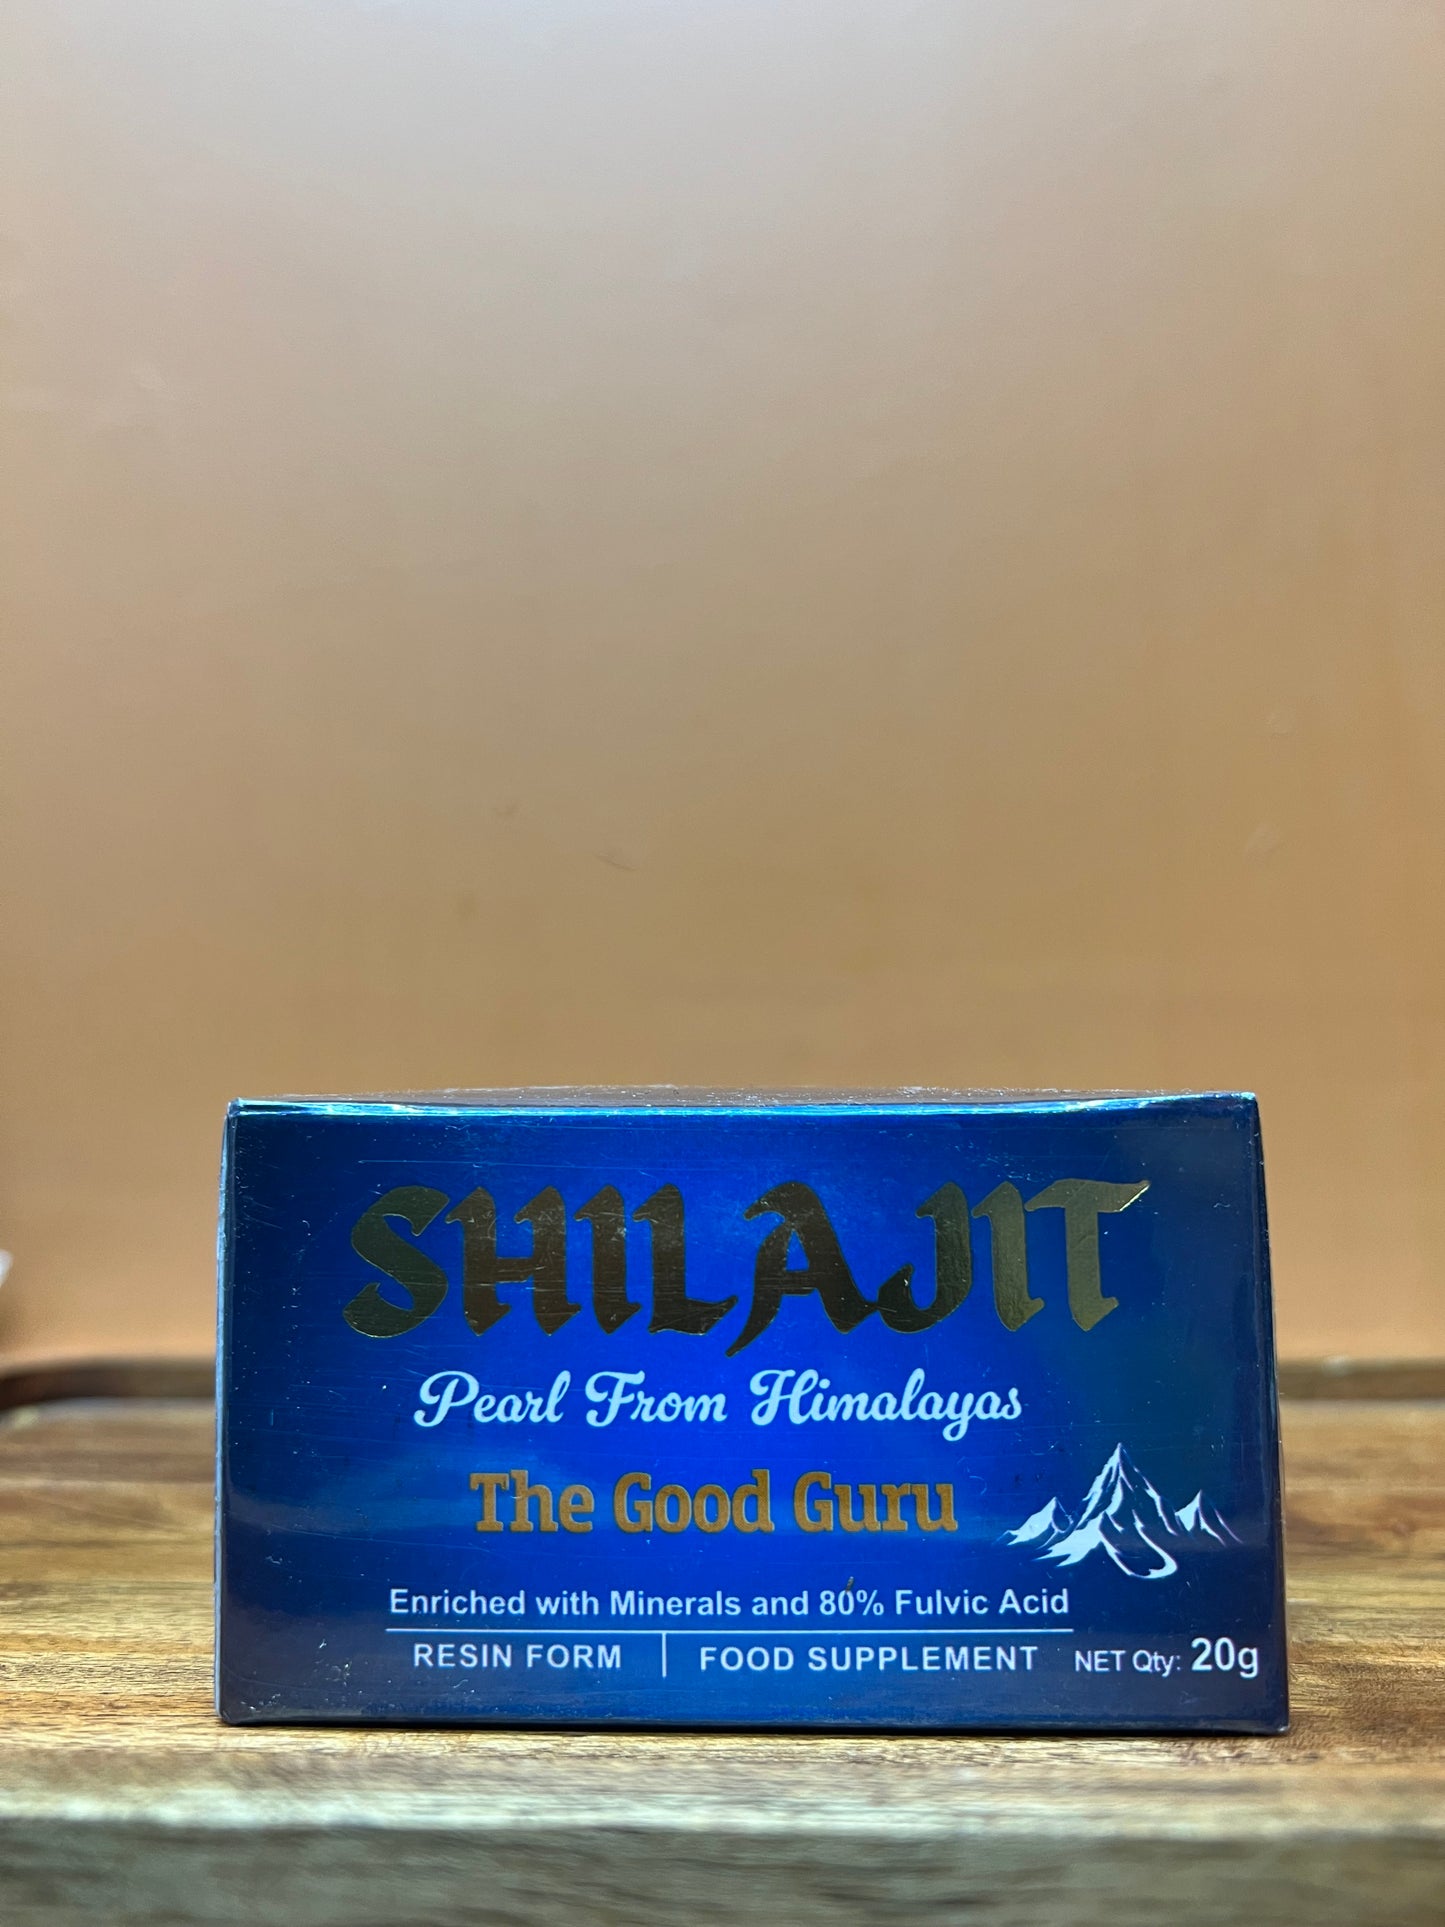 SHILAJIT
Pearl From Himalayas
The Good Guru
Enriched with Minerals and 80% Fulvic Acid
RESIN FORM | FOOD SUPPLEMENT NET Qty: 20g